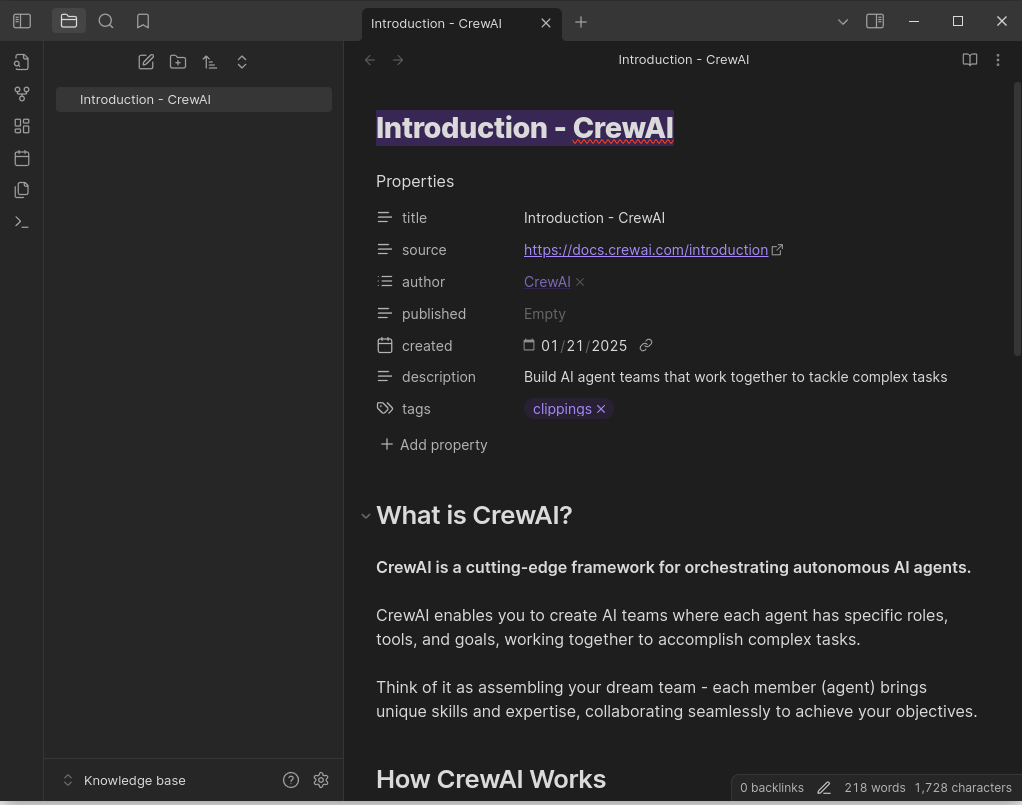 Introduction - CrewAI
Introduction - CrewAI
Introduction - CrewAI
Introduction - CrewAI
Properties
title Introduction - CrewAI
source https://docs.crewai.com/introduction
author CrewAI
published Empty
created 01/21/2025
description Build AI agent teams that work together to tackle complex tasks
tags clippings
Add property
What is CrewAI?
CrewAI is a cutting-edge framework for orchestrating autonomous AI agents.
CrewAI enables you to create AI teams where each agent has specific roles,
tools, and goals, working together to accomplish complex tasks.
Think of it as assembling your dream team - each member (agent) brings
unique skills and expertise, collaborating seamlessly to achieve your objectives.
How CrewAI Works
Knowledge base
0 backlinks 218 words 1,728 characters